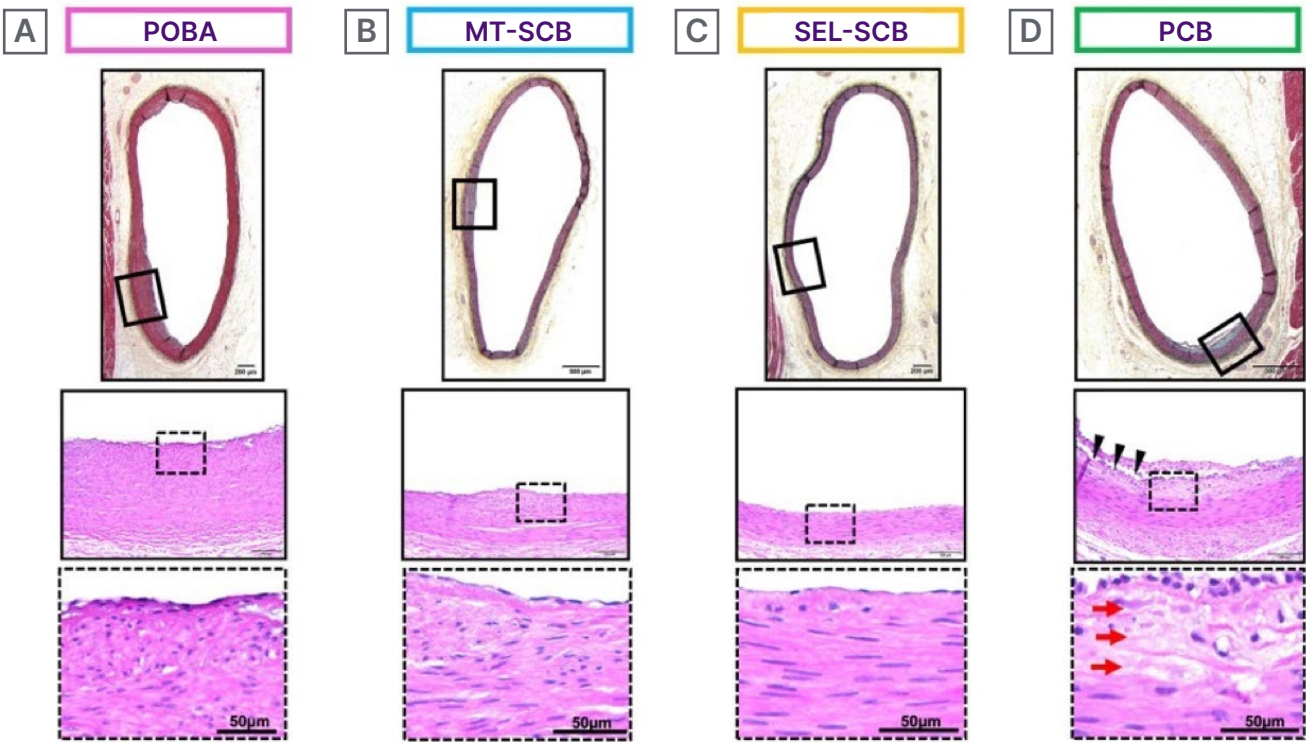 A POBA
B MT-SCB
C SEL-SCB
D PCB
200 µm
500 µm
200 µm
50µm
50µm
50µm
50µm